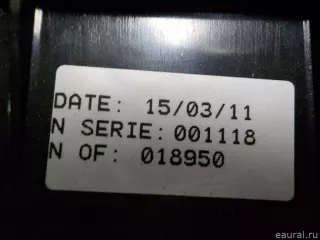 DATE: 15/03/11
N SERIE: 001118
N OF: 018950
eaural.ru